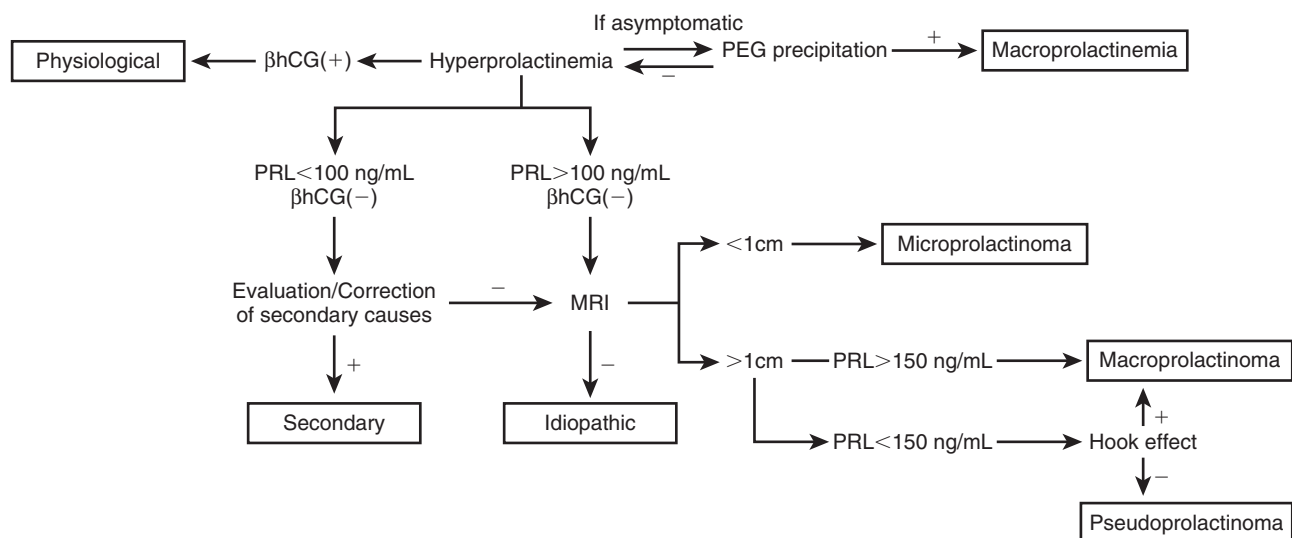 If asymptomatic
Physiological
βhCG(+)
Hyperprolactinemia
PEG precipitation
+
Macroprolactinemia
−
PRL<100 ng/mL
βhCG(−)
PRL>100 ng/mL
βhCG(−)
<1cm
Microprolactinoma
Evaluation/Correction
of secondary causes
−
MRI
>1cm
PRL>150 ng/mL
Macroprolactinoma
+
−
+
Secondary
Idiopathic
PRL<150 ng/mL
Hook effect
−
Pseudoprolactinoma